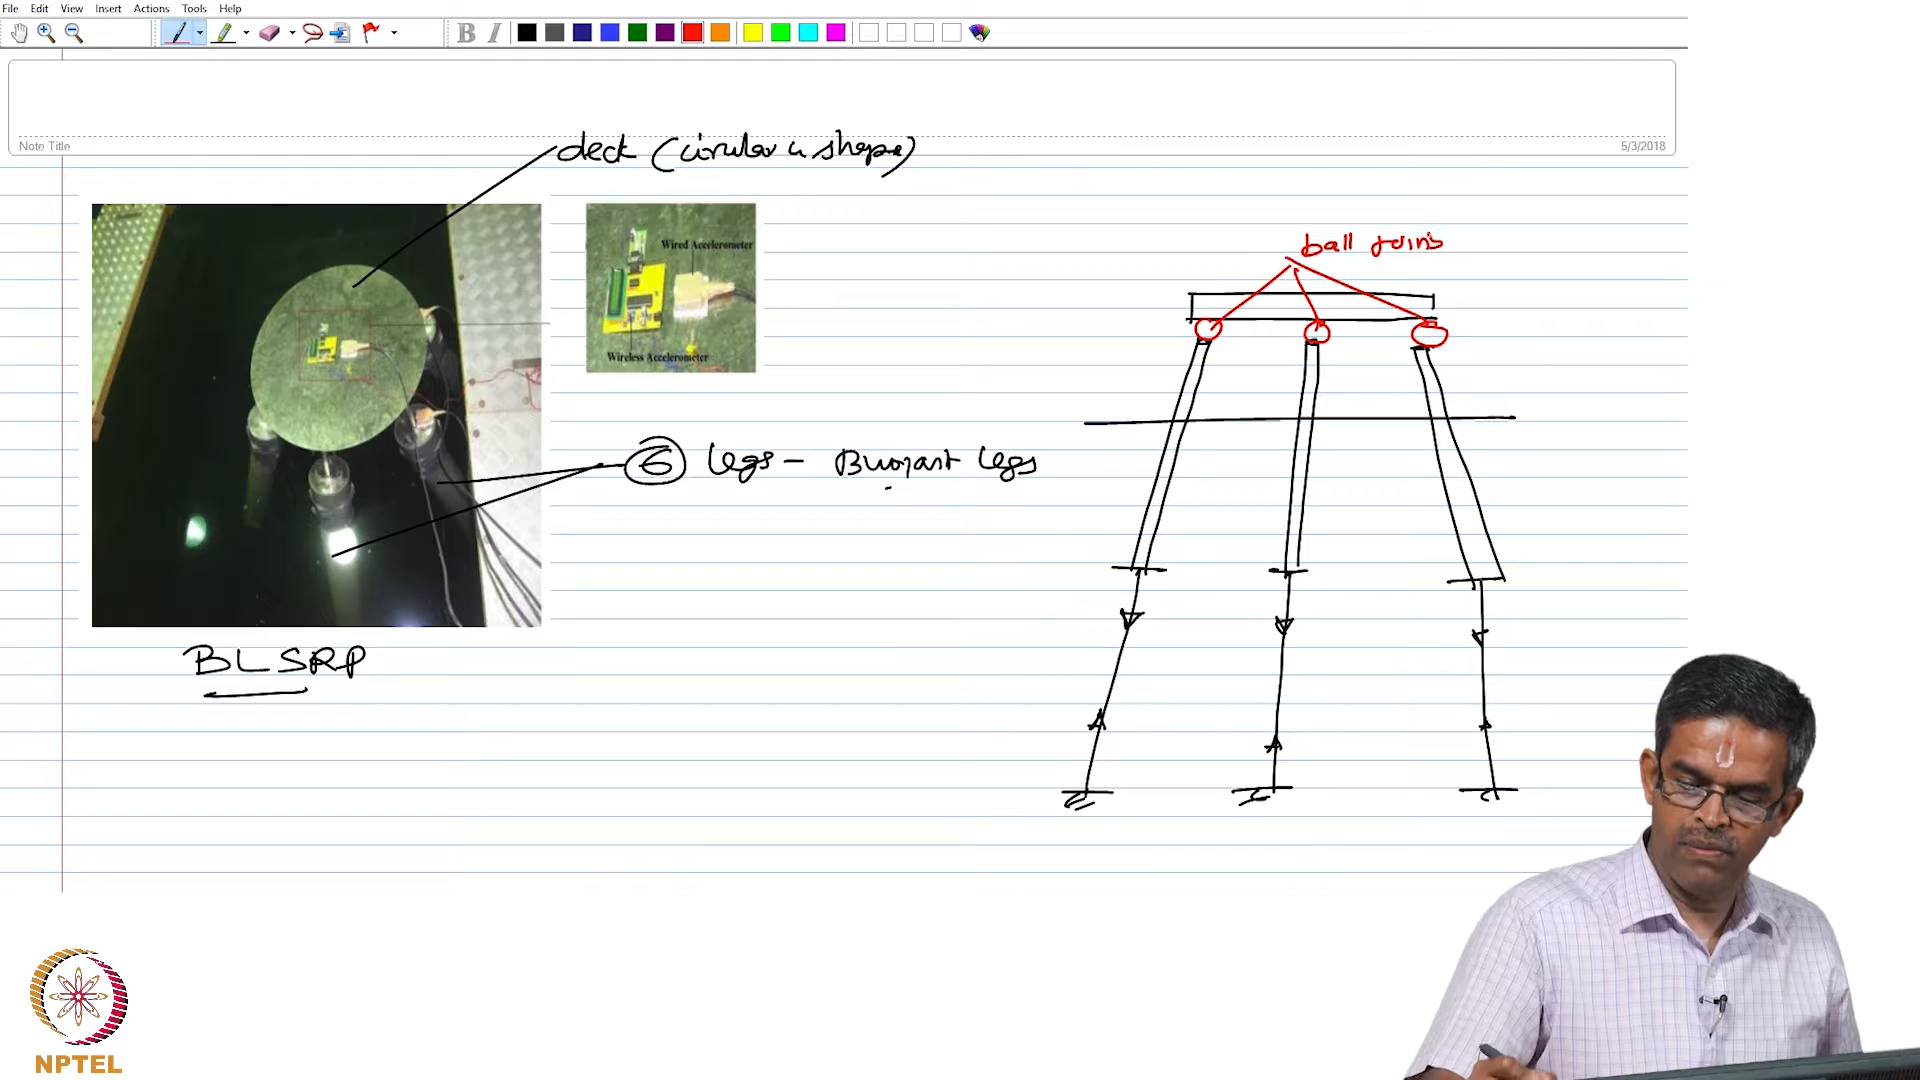 File Edit View Insert Actions Tools Help
B I
Note Title
5/3/2018
deck (circular in shape)
Wired Accelerometer
Wireless Accelerometer
ball joints
6 legs - Buoyant legs
BLSRP
NPTEL